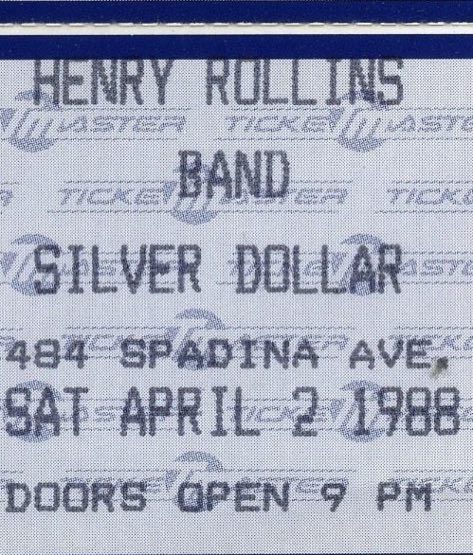 HENRY ROLLINS
BAND
SILVER DOLLAR
484 SPADINA AVE.
SAT APRIL 2 1988
DOORS OPEN 9 PM